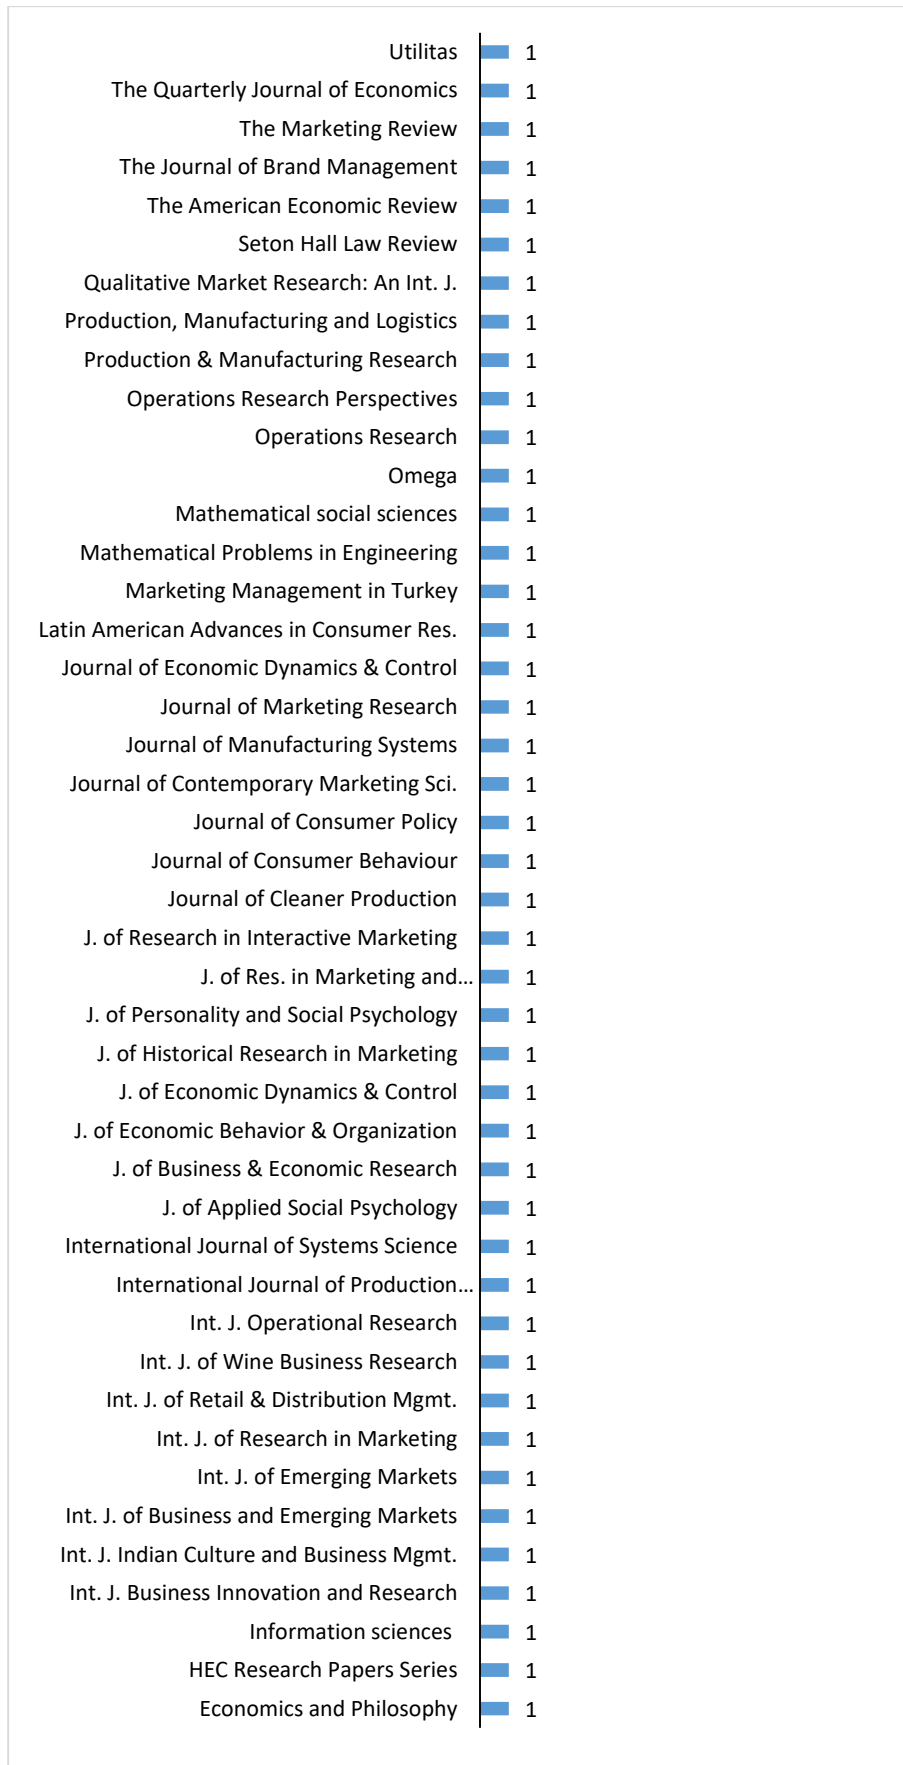 Utilitas 1
The Quarterly Journal of Economics 1
The Marketing Review 1
The Journal of Brand Management 1
The American Economic Review 1
Seton Hall Law Review 1
Qualitative Market Research: An Int. J. 1
Production, Manufacturing and Logistics 1
Production & Manufacturing Research 1
Operations Research Perspectives 1
Operations Research 1
Omega 1
Mathematical social sciences 1
Mathematical Problems in Engineering 1
Marketing Management in Turkey 1
Latin American Advances in Consumer Res. 1
Journal of Economic Dynamics & Control 1
Journal of Marketing Research 1
Journal of Manufacturing Systems 1
Journal of Contemporary Marketing Sci. 1
Journal of Consumer Policy 1
Journal of Consumer Behaviour 1
Journal of Cleaner Production 1
J. of Research in Interactive Marketing 1
J. of Res. in Marketing and... 1
J. of Personality and Social Psychology 1
J. of Historical Research in Marketing 1
J. of Economic Dynamics & Control 1
J. of Economic Behavior & Organization 1
J. of Business & Economic Research 1
J. of Applied Social Psychology 1
International Journal of Systems Science 1
International Journal of Production... 1
Int. J. Operational Research 1
Int. J. of Wine Business Research 1
Int. J. of Retail & Distribution Mgmt. 1
Int. J. of Research in Marketing 1
Int. J. of Emerging Markets 1
Int. J. of Business and Emerging Markets 1
Int. J. Indian Culture and Business Mgmt. 1
Int. J. Business Innovation and Research 1
Information sciences 1
HEC Research Papers Series 1
Economics and Philosophy 1